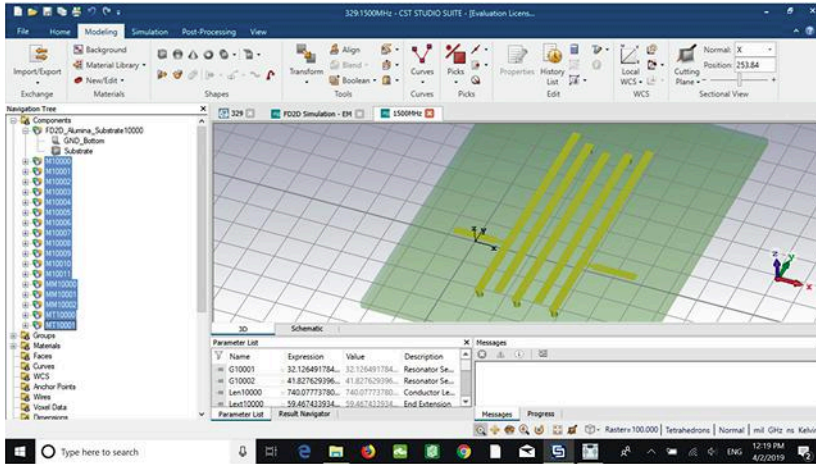 329:1500MHz - CST STUDIO SUITE - [Evaluation Licens...
File Home Modeling Simulation Post-Processing View
Import/Export
Background
Material Library
New/Edit
Exchange
Materials
Shapes
Transform
Align
Blend
Boolean
Tools
Curves
Curves
Picks
Picks
Properties
History List
Edit
Local WCS
WCS
Cutting Plane
Normal: X
Position: 253.84
Sectional View
Navigation Tree
Components
FD2D_Alumina_Substrate10000
GND_Bottom
Substrate
M10000
M10001
M10002
M10003
M10004
M10005
M10006
M10007
M10008
M10009
M10010
M10011
MM10000
MM10001
MM10002
MT10000
MT10001
Groups
Materials
Faces
Curves
WCS
Anchor Points
Wires
Voxel Data
Dimensions
329
FD2D Simulation - EM
1500MHz
z y
x
z
y
x
3D Schematic
Parameter List
Name Expression Value Description
G10001 32.126491784... 32.126491784... Resonator Se...
G10002 41.827629396... 41.827629396... Resonator Se...
Len10000 740.07773780... 740.07773780... Conductor Le...
Lext10000 59.467433934... 59.467433934... End Extension
Parameter List Result Navigator
Messages
Messages Progress
Raster=100.000 Tetrahedrons Normal mil GHz ns Kelvin
Type here to search
ENG
12:19 PM
4/2/2019
2